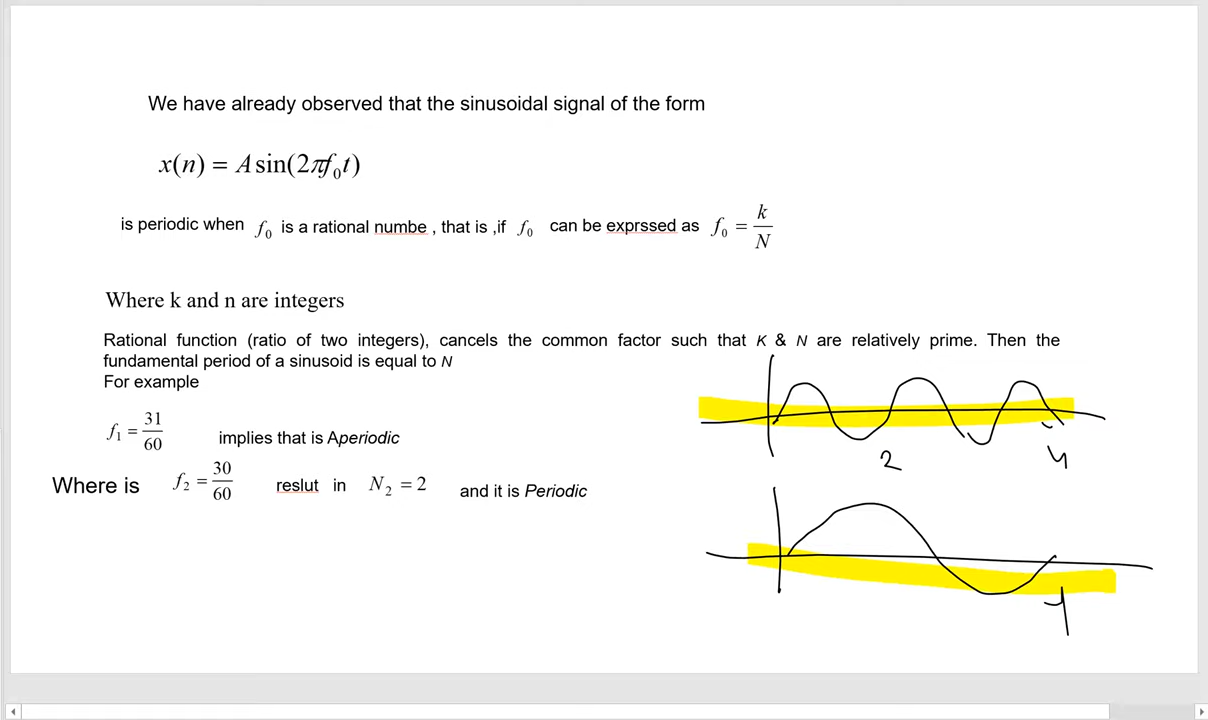 We have already observed that the sinusoidal signal of the form
x(n) = A sin(2πf₀t)
is periodic when f₀ is a rational numbe , that is ,if f₀ can be exprssed as f₀ = k/N
Where k and n are integers
Rational function (ratio of two integers), cancels the common factor such that K & N are relatively prime. Then the
fundamental period of a sinusoid is equal to N
For example
f₁ = 31/60 implies that is Aperiodic
Where is f₂ = 30/60 reslut in N₂ = 2 and it is Periodic
2
4